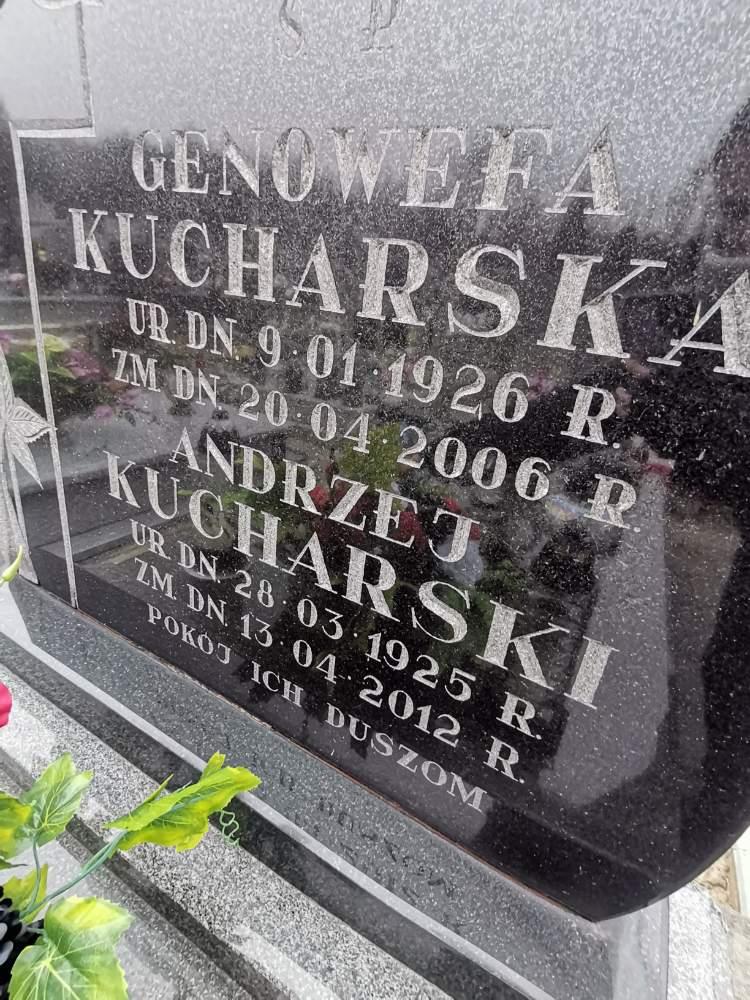 Ś P
GENOWEFA
KUCHARSKA
UR. DN. 9·01·1926 R.
ZM. DN. 20·04·2006 R.
ANDRZEJ
KUCHARSKI
UR. DN. 28·03·1925 R.
ZM. DN. 13·04·2012 R.
POKÓJ ICH DUSZOM